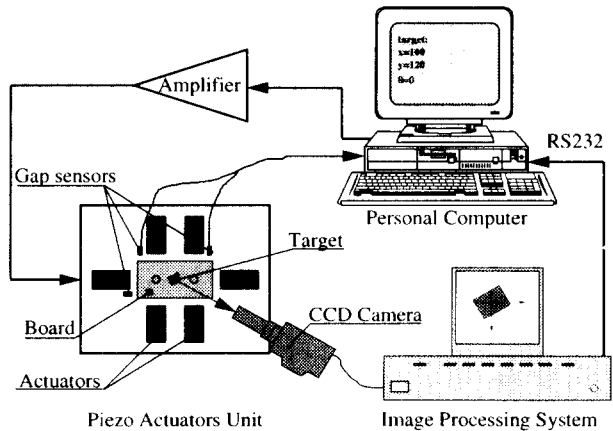 target:
x=100
y=120
θ=0
Amplifier
RS232
Gap sensors
Personal Computer
Target
Board
CCD Camera
Actuators
Piezo Actuators Unit
Image Processing System